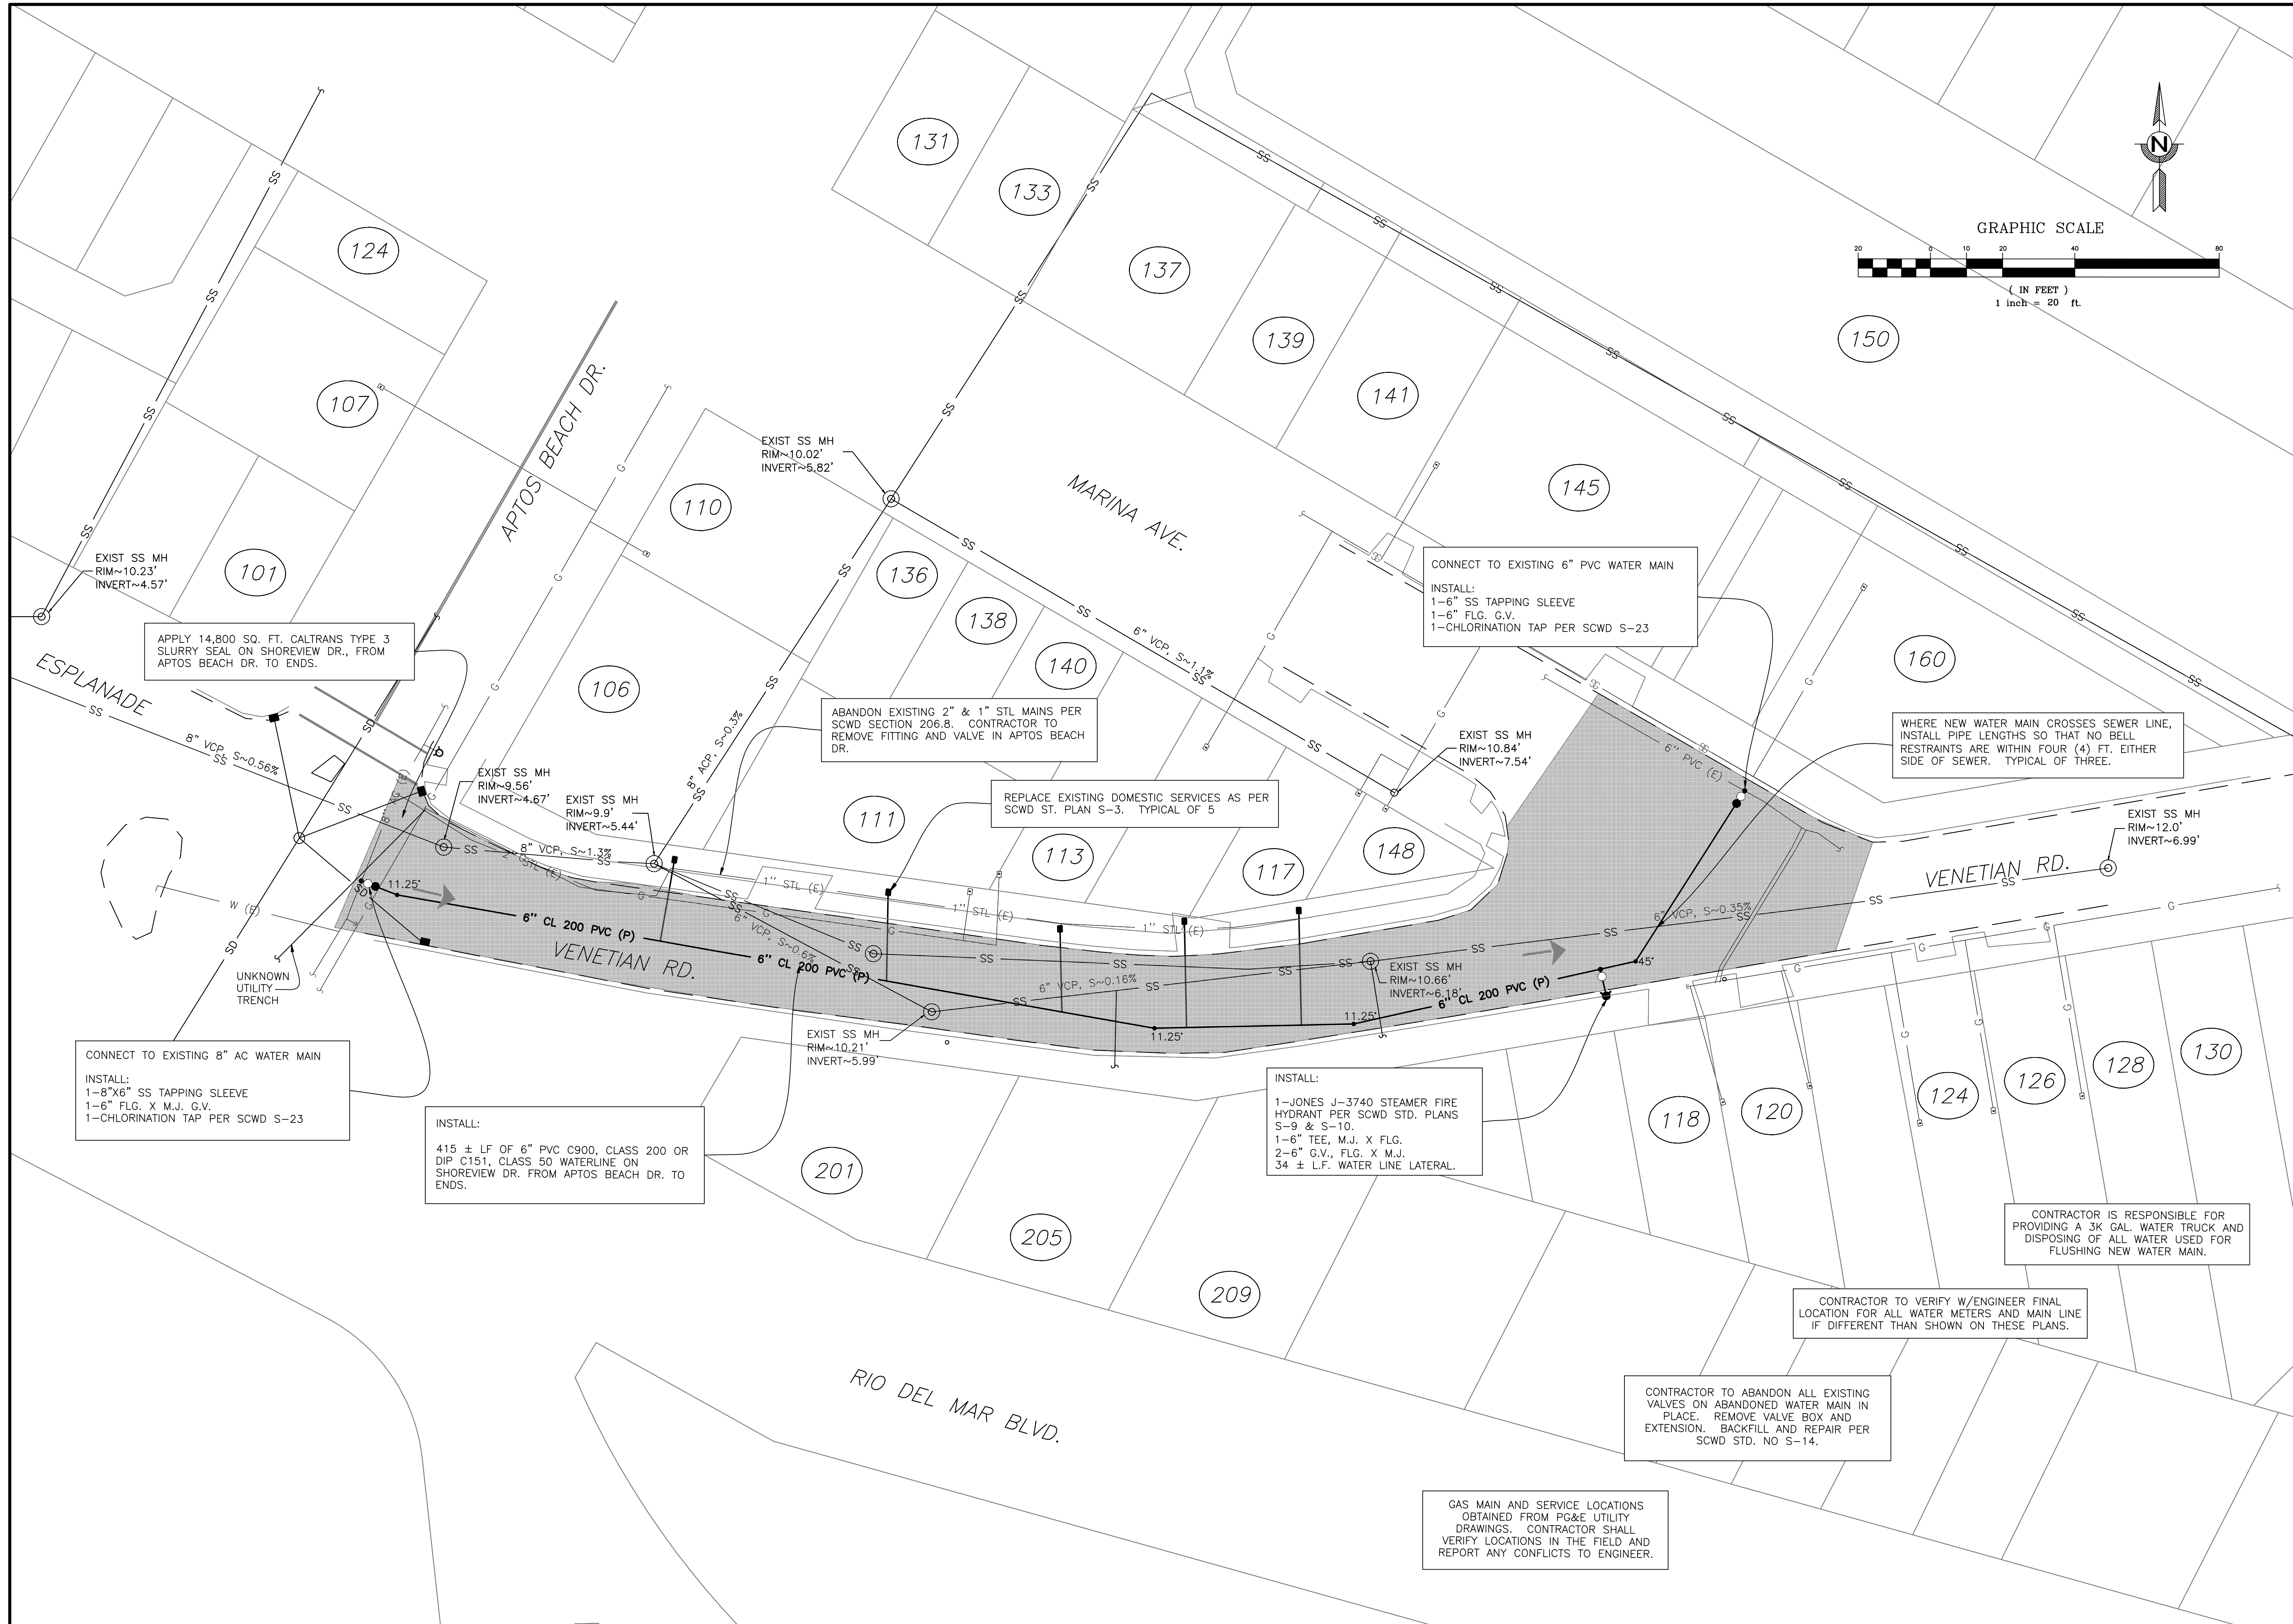 131
133
N
GRAPHIC SCALE
20 0 10 20 40 80
( IN FEET )
1 inch = 20 ft.
124
137
139
150
107
141
APTOS BEACH DR.
EXIST SS MH
RIM~10.02'
INVERT~5.82'
110
MARINA AVE.
145
EXIST SS MH
RIM~10.23'
INVERT~4.57'
101
136
138
140
6" VCP, S~1.1%
CONNECT TO EXISTING 6" PVC WATER MAIN
INSTALL:
1-6" SS TAPPING SLEEVE
1-6" FLG. G.V.
1-CHLORINATION TAP PER SCWD S-23
APPLY 14,800 SQ. FT. CALTRANS TYPE 3
SLURRY SEAL ON SHOREVIEW DR., FROM
APTOS BEACH DR. TO ENDS.
ESPLANADE
106
160
8" VCP, S~0.56%
8" ACP, S~0.3%
ABANDON EXISTING 2" & 1" STL MAINS PER
SCWD SECTION 206.8. CONTRACTOR TO
REMOVE FITTING AND VALVE IN APTOS BEACH
DR.
EXIST SS MH
RIM~10.84'
INVERT~7.54'
6" PVC (E)
WHERE NEW WATER MAIN CROSSES SEWER LINE,
INSTALL PIPE LENGTHS SO THAT NO BELL
RESTRAINTS ARE WITHIN FOUR (4) FT. EITHER
SIDE OF SEWER. TYPICAL OF THREE.
EXIST SS MH
RIM~9.56'
INVERT~4.67'
EXIST SS MH
RIM~9.9'
INVERT~5.44'
REPLACE EXISTING DOMESTIC SERVICES AS PER
SCWD ST. PLAN S-3. TYPICAL OF 5
111
113
117
148
EXIST SS MH
RIM~12.0'
INVERT~6.99'
8" VCP, S~1.3%
2" STL (E)
1" STL (E)
1" STL (E)
1" STL (E)
VENETIAN RD.
11.25°
W (E)
SD
6" CL 200 PVC (P)
VENETIAN RD.
6" VCP, S~0.6%
6" CL 200 PVC (P)
6" VCP, S~0.35%
UNKNOWN
UTILITY
TRENCH
6" VCP, S~0.16%
EXIST SS MH
RIM~10.66'
INVERT~6.18'
6" CL 200 PVC (P)
45°
11.25°
11.25°
EXIST SS MH
RIM~10.21'
INVERT~5.99'
CONNECT TO EXISTING 8" AC WATER MAIN
INSTALL:
1-8"X6" SS TAPPING SLEEVE
1-6" FLG. X M.J. G.V.
1-CHLORINATION TAP PER SCWD S-23
INSTALL:
415 ± LF OF 6" PVC C900, CLASS 200 OR
DIP C151, CLASS 50 WATERLINE ON
SHOREVIEW DR. FROM APTOS BEACH DR. TO
ENDS.
INSTALL:
1-JONES J-3740 STEAMER FIRE
HYDRANT PER SCWD STD. PLANS
S-9 & S-10.
1-6" TEE, M.J. X FLG.
2-6" G.V., FLG. X M.J.
34 ± L.F. WATER LINE LATERAL.
118
120
124
126
128
130
201
205
209
CONTRACTOR IS RESPONSIBLE FOR
PROVIDING A 3K GAL. WATER TRUCK AND
DISPOSING OF ALL WATER USED FOR
FLUSHING NEW WATER MAIN.
CONTRACTOR TO VERIFY W/ENGINEER FINAL
LOCATION FOR ALL WATER METERS AND MAIN LINE
IF DIFFERENT THAN SHOWN ON THESE PLANS.
RIO DEL MAR BLVD.
CONTRACTOR TO ABANDON ALL EXISTING
VALVES ON ABANDONED WATER MAIN IN
PLACE. REMOVE VALVE BOX AND
EXTENSION. BACKFILL AND REPAIR PER
SCWD STD. NO S-14.
GAS MAIN AND SERVICE LOCATIONS
OBTAINED FROM PG&E UTILITY
DRAWINGS. CONTRACTOR SHALL
VERIFY LOCATIONS IN THE FIELD AND
REPORT ANY CONFLICTS TO ENGINEER.